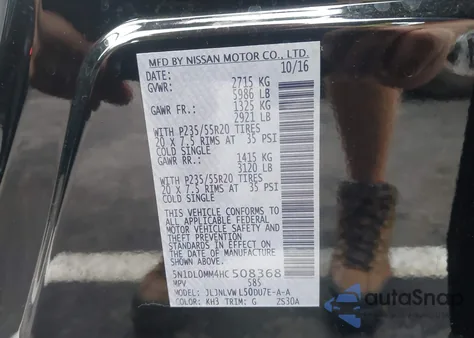 MFD BY NISSAN MOTOR CO., LTD.
DATE: 10/16
GVWR: 2715 KG
5986 LB
GAWR FR.: 1325 KG
2921 LB
WITH P235/55R20 TIRES
20 X 7.5 RIMS AT 35 PSI
COLD SINGLE
GAWR RR.: 1415 KG
3120 LB
WITH P235/55R20 TIRES
20 X 7.5 RIMS AT 35 PSI
COLD SINGLE
THIS VEHICLE CONFORMS TO
ALL APPLICABLE FEDERAL
MOTOR VEHICLE SAFETY AND
THEFT PREVENTION
STANDARDS IN EFFECT ON
THE DATE OF MANUFACTURE
SHOWN ABOVE.
5N1DL0MM4HC508368
MPV S85
MODEL: JLJNLVWL50DU7E-A-A
COLOR: KH3 TRIM: G ZS30A
AutoSnap